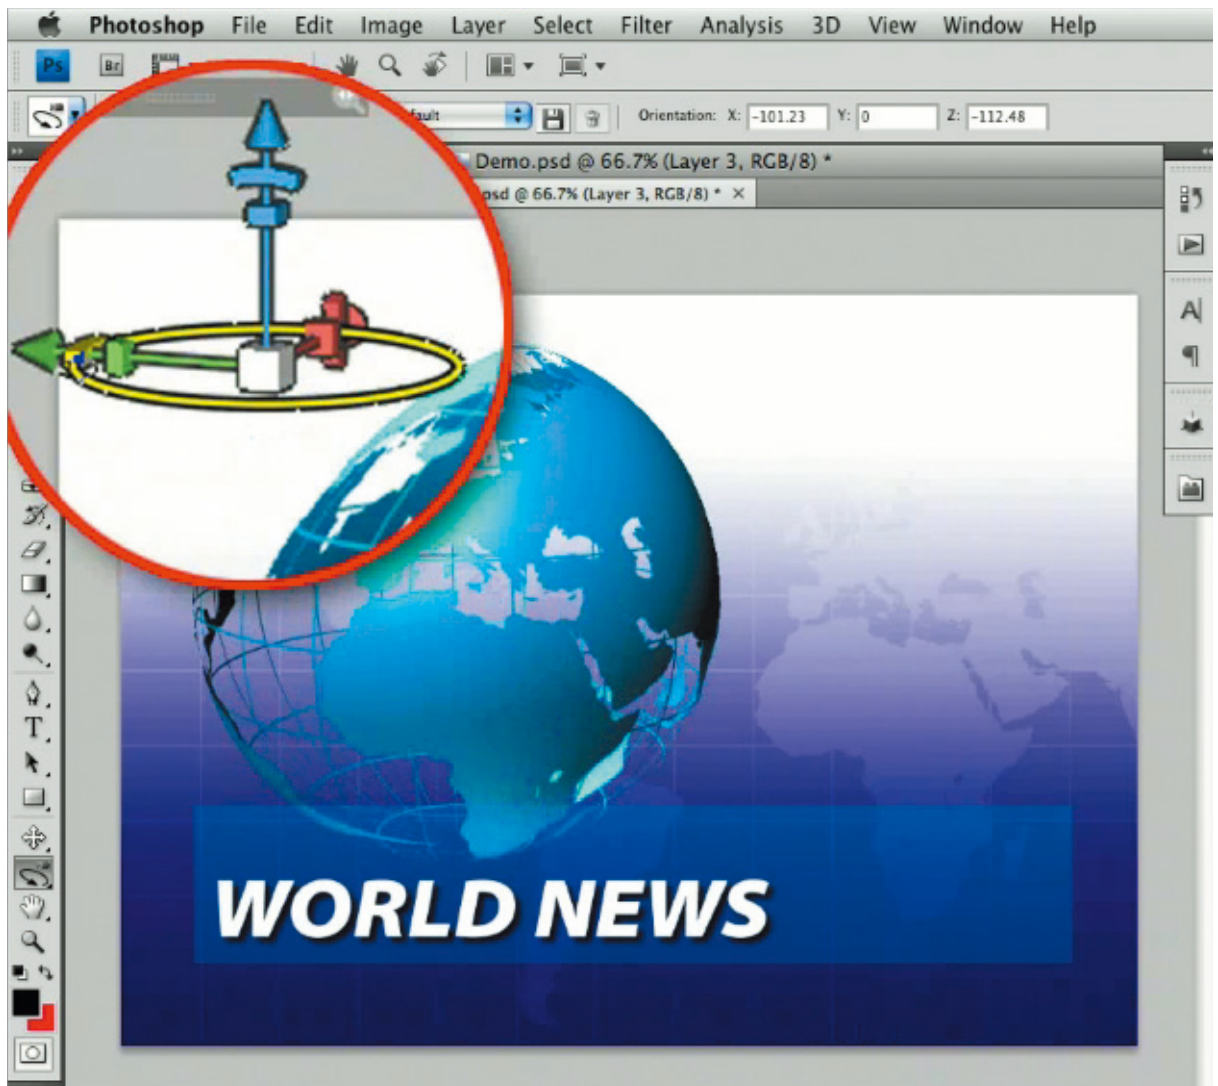 Photoshop File Edit Image Layer Select Filter Analysis 3D View Window Help
Ps Br
ault Orientation: X: -101.23 Y: 0 Z: -112.48
Demo.psd @ 66.7% (Layer 3, RGB/8) *
psd @ 66.7% (Layer 3, RGB/8) * ×
A
T
WORLD NEWS